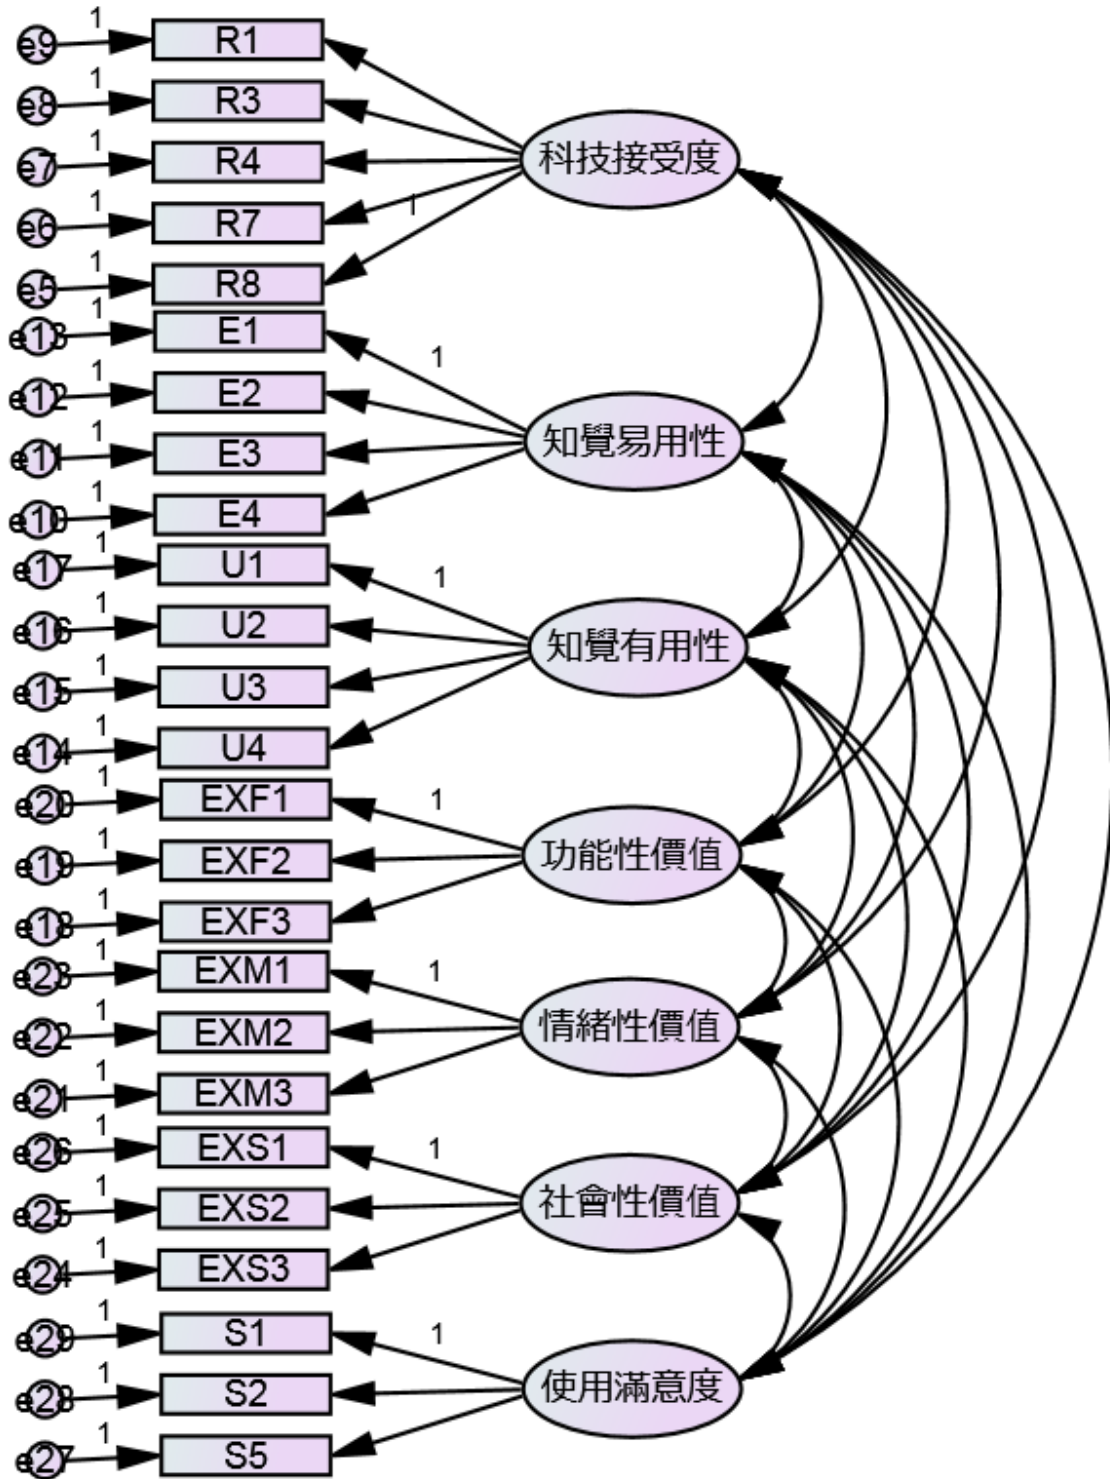 e9 1 R1
e8 1 R3
科技接受度
e7 1 R4
e6 1 R7
1
e5 1 R8
e13 1 E1
1
e12 1 E2
知覺易用性
e11 1 E3
e10 1 E4
e17 1 U1
1
e16 1 U2
知覺有用性
e15 1 U3
e14 1 U4
e20 1 EXF1
1
e19 1 EXF2
功能性價值
e18 1 EXF3
e23 1 EXM1
1
e22 1 EXM2
情緒性價值
e21 1 EXM3
e26 1 EXS1
1
e25 1 EXS2
社會性價值
e24 1 EXS3
e29 1 S1
1
e28 1 S2
使用滿意度
e27 1 S5